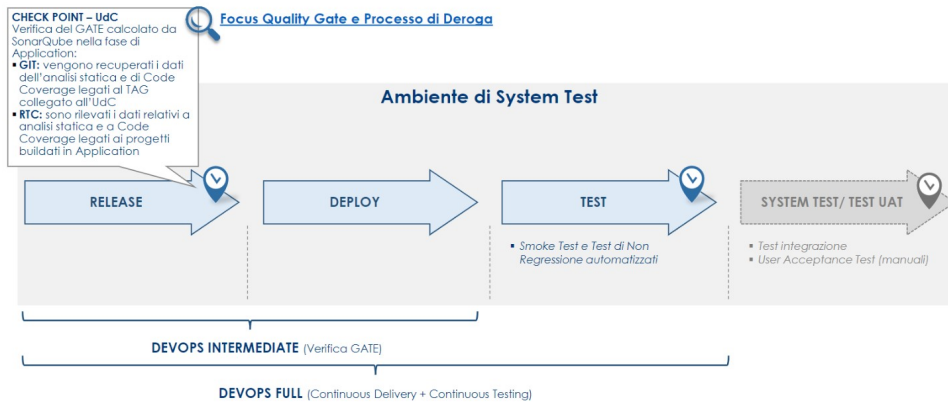 CHECK POINT – UdC
Verifica del GATE calcolato da
SonarQube nella fase di
Application:
▪ GIT: vengono recuperati i dati
dell'analisi statica e di Code
Coverage legati al TAG
collegato all'UdC
▪ RTC: sono rilevati i dati relativi a
analisi statica e a Code
Coverage legati ai progetti
buildati in Application
Focus Quality Gate e Processo di Deroga
Ambiente di System Test
RELEASE
DEPLOY
TEST
SYSTEM TEST/ TEST UAT
▪ Smoke Test e Test di Non
Regressione automatizzati
▪ Test integrazione
▪ User Acceptance Test (manuali)
DEVOPS INTERMEDIATE (Verifica GATE)
DEVOPS FULL (Continuous Delivery + Continuous Testing)